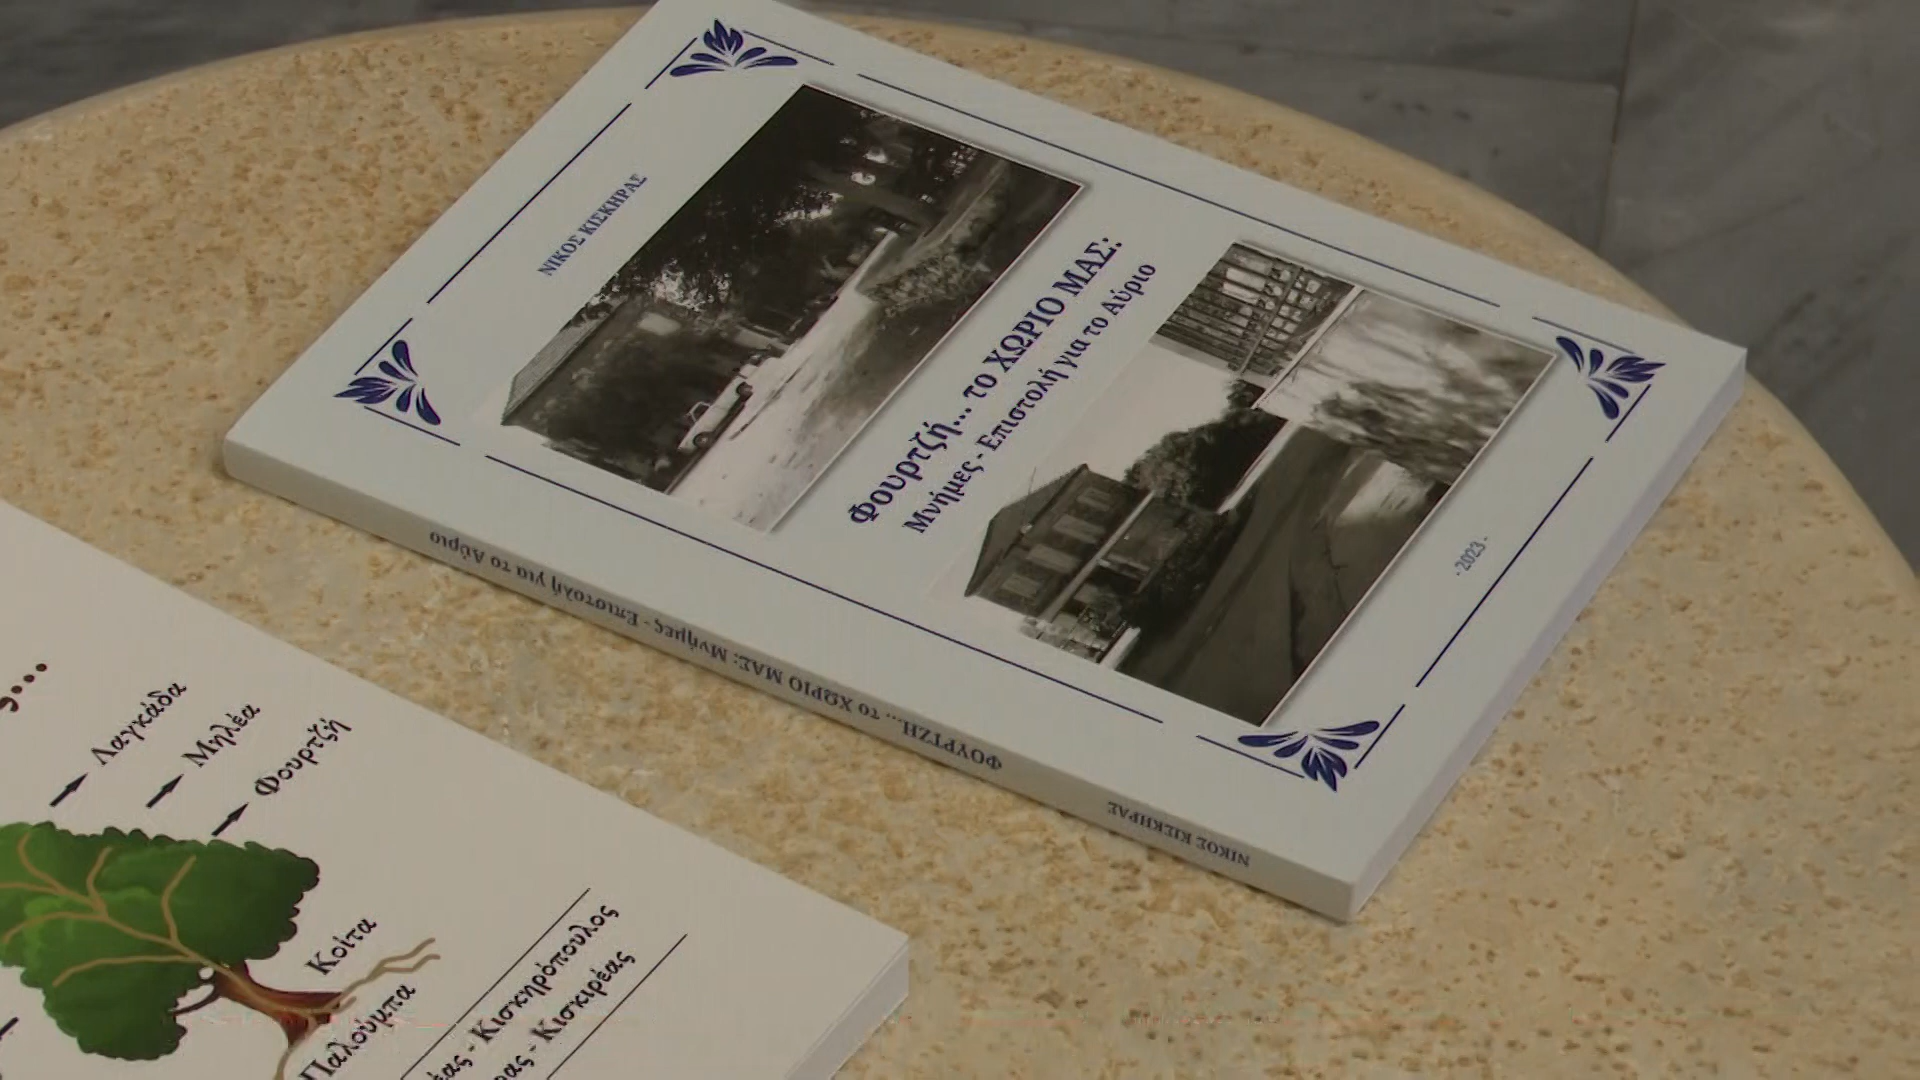 ΝΙΚΟΣ ΚΙΣΚΗΡΑΣ
Φουρτζή... το ΧΩΡΙΟ ΜΑΣ:
Μνήμες - Επιστολή για το Αύριο
- 2023 -
ΝΙΚΟΣ ΚΙΣΚΗΡΑΣ
ΦΟΥΡΤΖΗ... το ΧΩΡΙΟ ΜΑΣ: Μνήμες - Επιστολή για το Αύριο
Λαγκάδα
Μηλέα
Φουρτζή
Κοίτα
Παλούμπα
Κισκηρόπουλος
Κισκιρέας